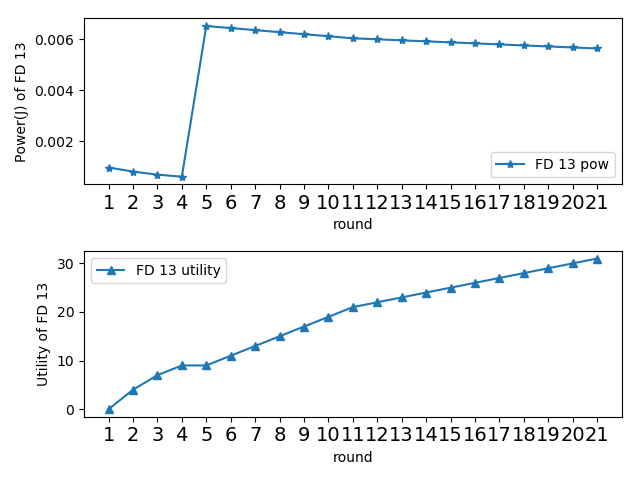 0.006
0.004
0.002
Power(J) of FD 13
FD 13 pow
1 2 3 4 5 6 7 8 9 10 11 12 13 14 15 16 17 18 19 20 21
round
30
20
10
0
Utility of FD 13
FD 13 utility
1 2 3 4 5 6 7 8 9 10 11 12 13 14 15 16 17 18 19 20 21
round